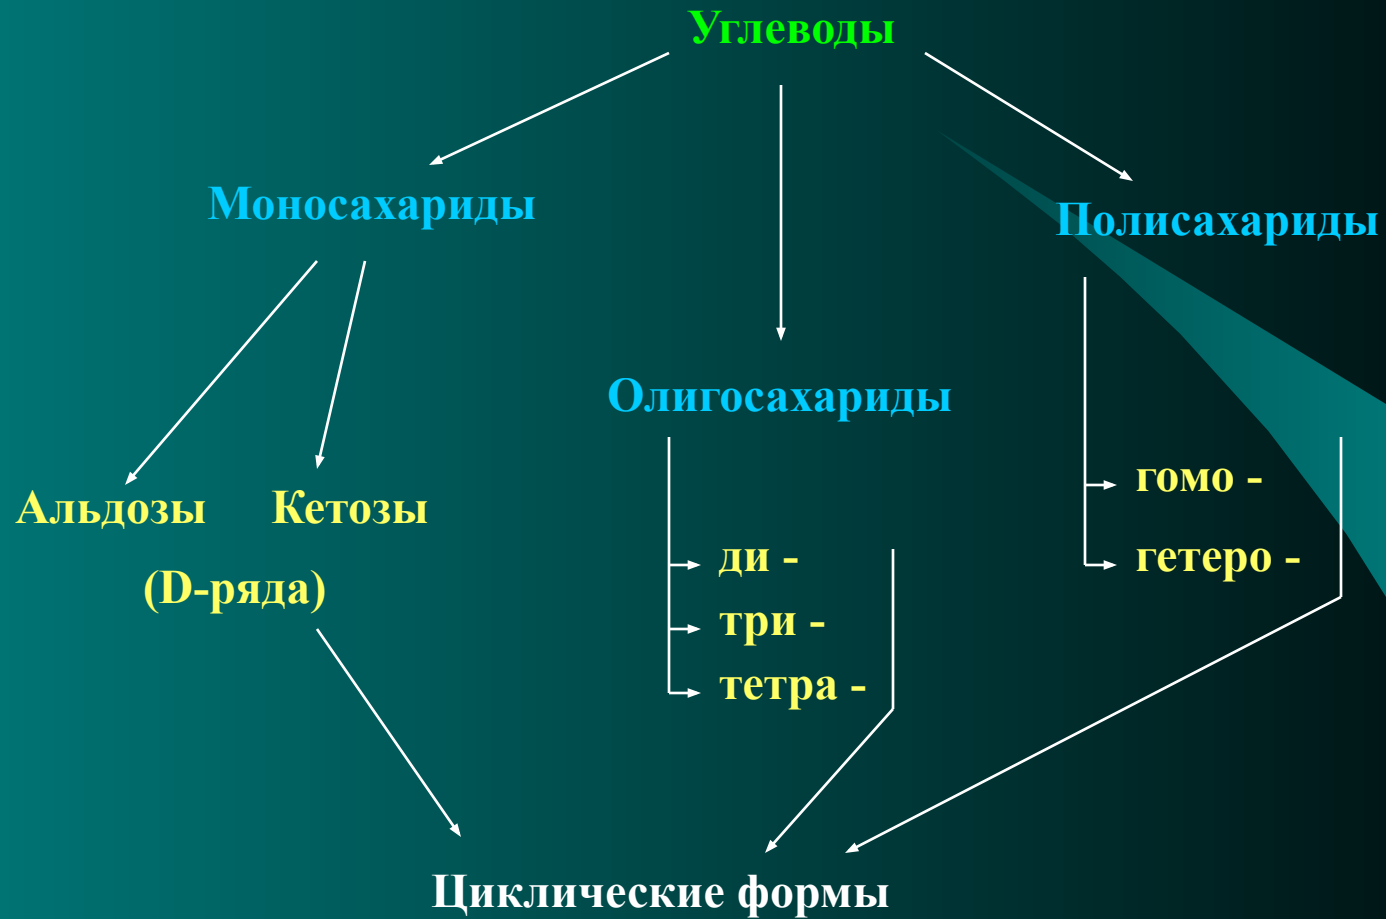 Углеводы
Моносахариды
Полисахариды
Олигосахариды
Альдозы
Кетозы
(D-ряда)
ди -
три -
тетра -
гомо -
гетеро -
Циклические формы